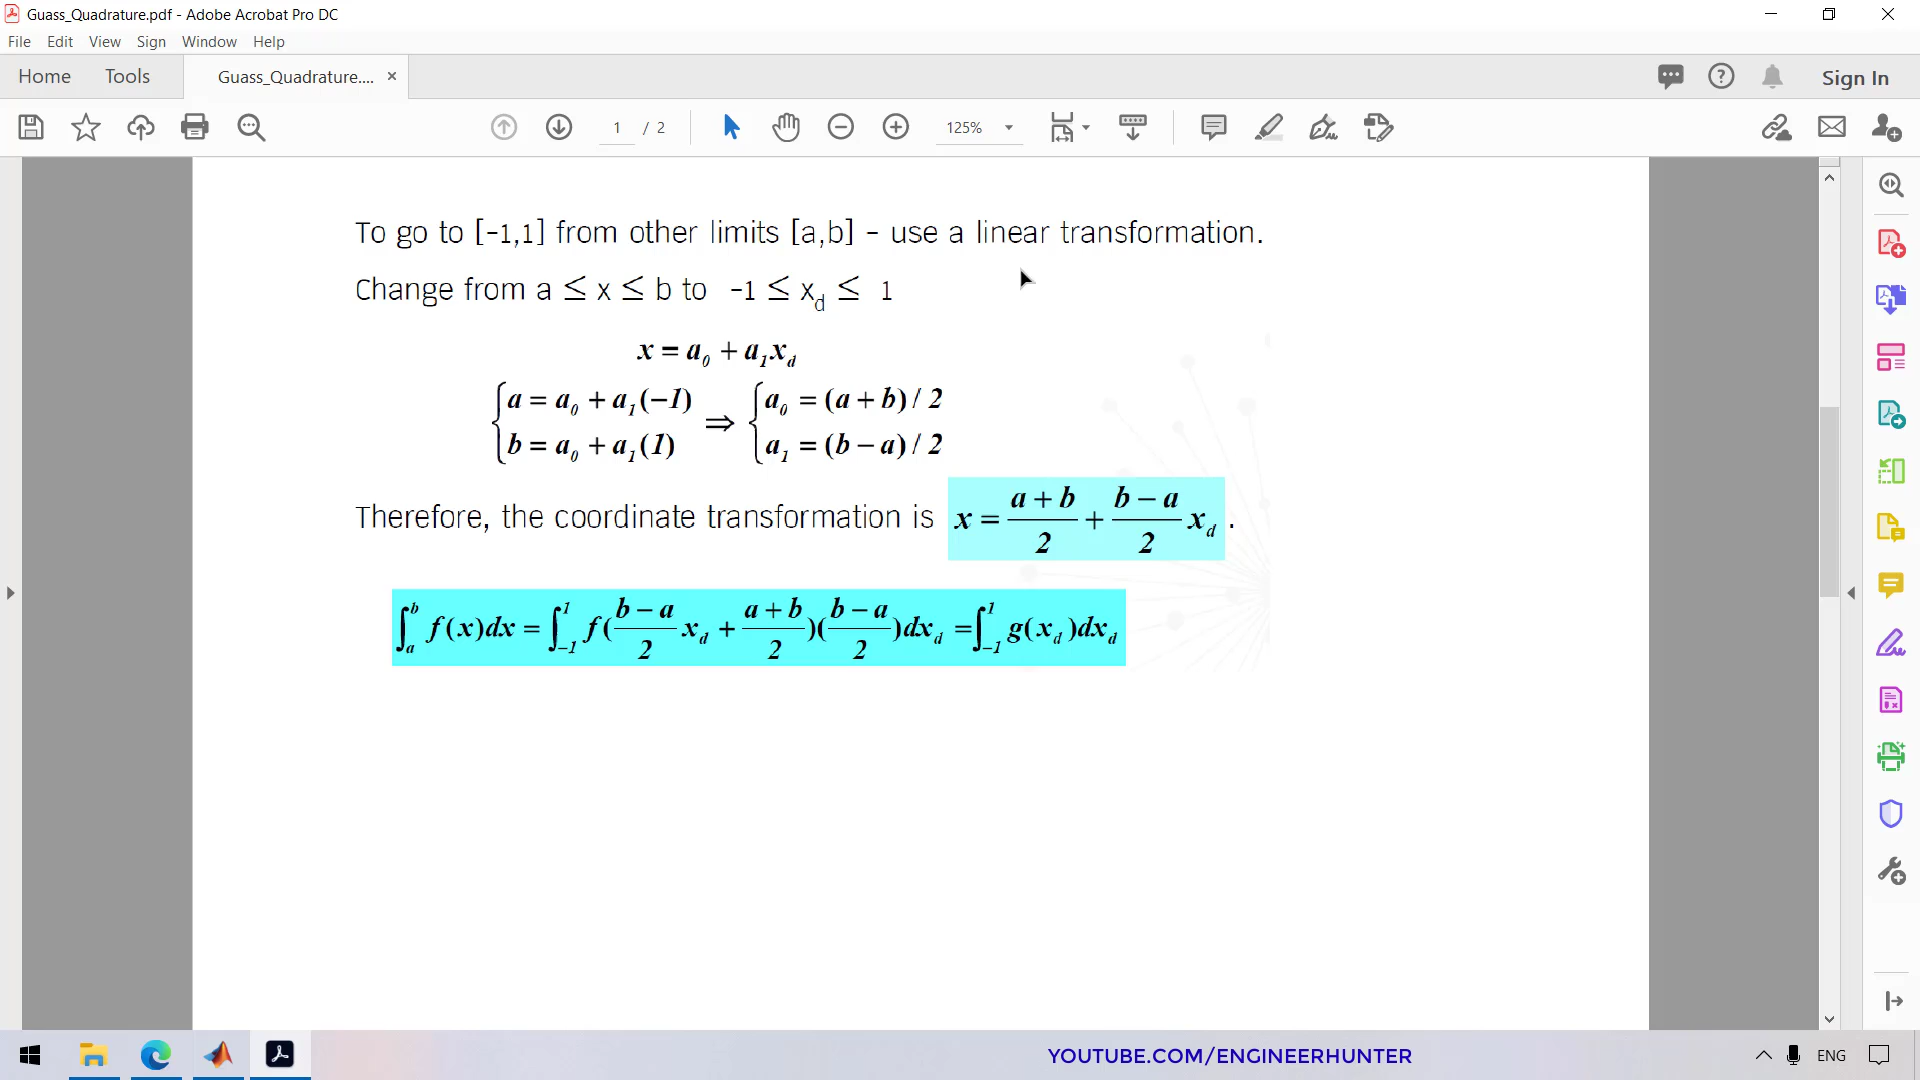 Guass_Quadrature.pdf - Adobe Acrobat Pro DC
File Edit View Sign Window Help
Home Tools Guass_Quadrature.... × Sign In
1 / 2 125%
To go to [-1,1] from other limits [a,b] - use a linear transformation.
Change from a ≤ x ≤ b to -1 ≤ x_d ≤ 1
x = a_0 + a_1x_d
{a = a_0 + a_1(−1) ⇒ {a_0 = (a + b) / 2
{b = a_0 + a_1(1) {a_1 = (b − a) / 2
Therefore, the coordinate transformation is x = (a + b)/2 + (b − a)/2 x_d .
∫_a^b f(x)dx = ∫_−1^1 f((b − a)/2 x_d + (a + b)/2)((b − a)/2)dx_d = ∫_−1^1 g(x_d)dx_d
YOUTUBE.COM/ENGINEERHUNTER
ENG